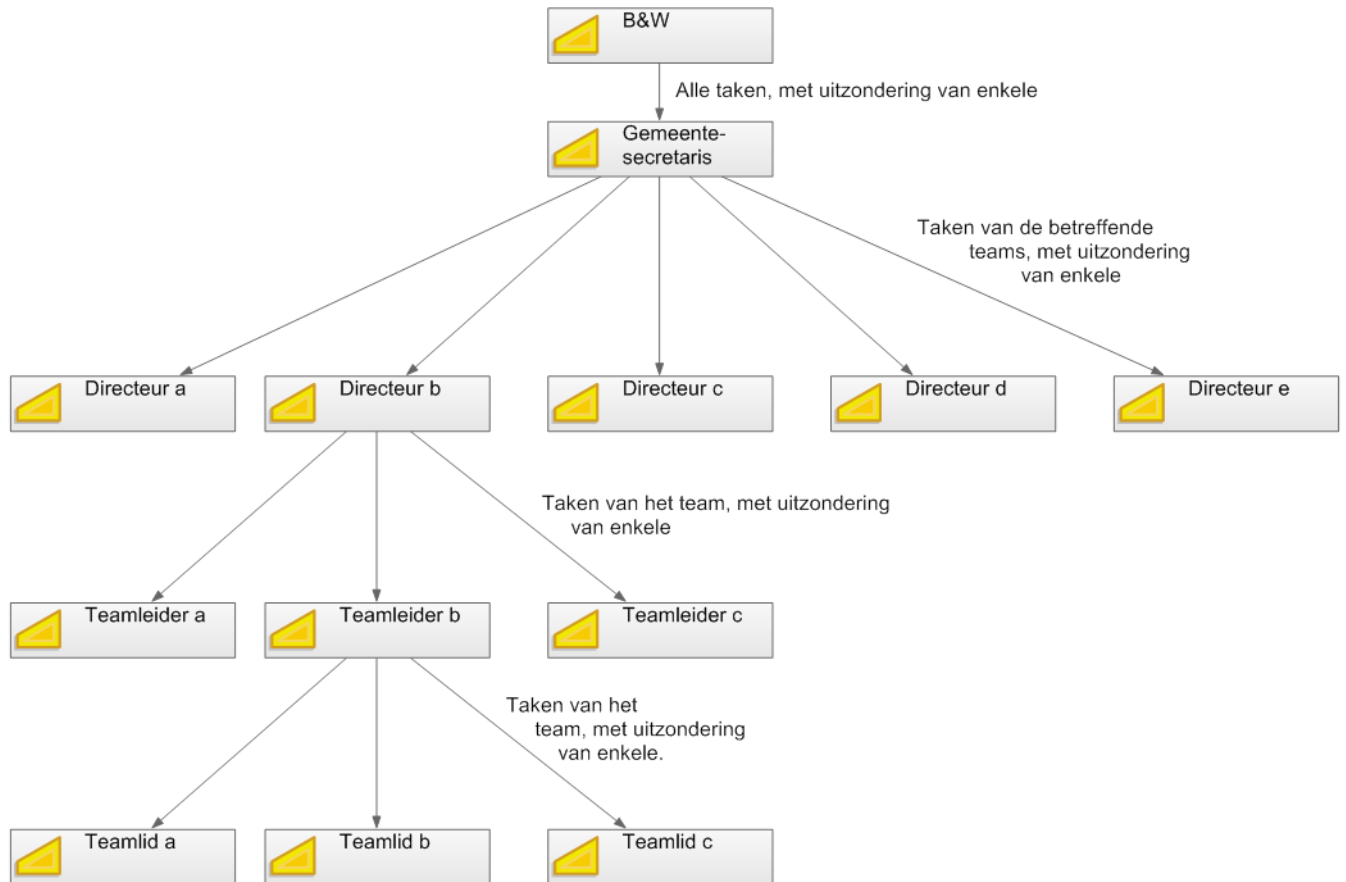 B&W
Alle taken, met uitzondering van enkele
Gemeente-
secretaris
Taken van de betreffende
teams, met uitzondering
van enkele
Directeur a
Directeur b
Directeur c
Directeur d
Directeur e
Taken van het team, met uitzondering
van enkele
Teamleider a
Teamleider b
Teamleider c
Taken van het
team, met uitzondering
van enkele.
Teamlid a
Teamlid b
Teamlid c